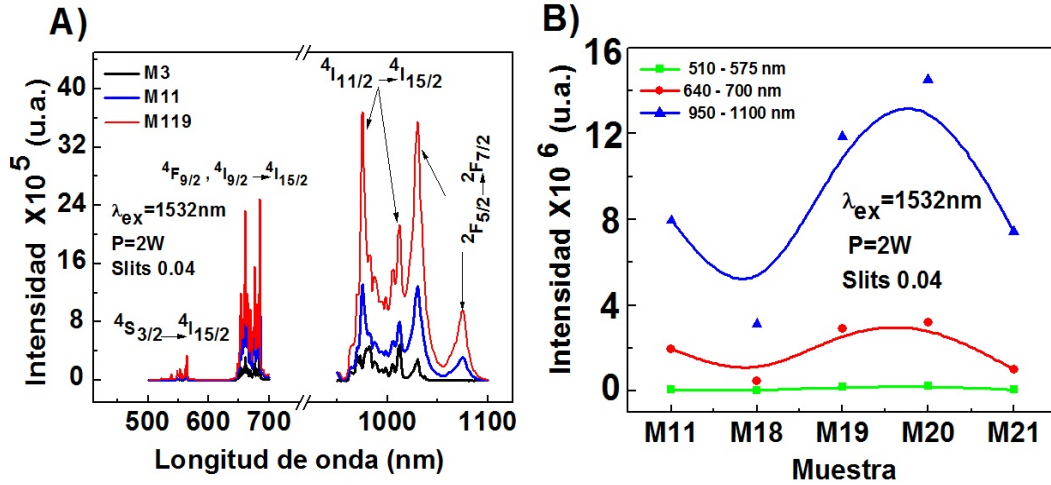 A)
Intensidad X10 5 (u.a.)
40
32
24
16
8
0
M3
M11
M119
4I11/2 → 4I15/2
4F9/2 , 4I9/2 → 4I15/2
λex=1532nm
P=2W
Slits 0.04
4S3/2 → 4I15/2
2F5/2 → 2F7/2
500 600 700 1000 1100
Longitud de onda (nm)
B)
Intensidad X10 6 (u.a.)
16
12
8
4
0
510 - 575 nm
640 - 700 nm
950 - 1100 nm
λex=1532nm
P=2W
Slits 0.04
M11 M18 M19 M20 M21
Muestra